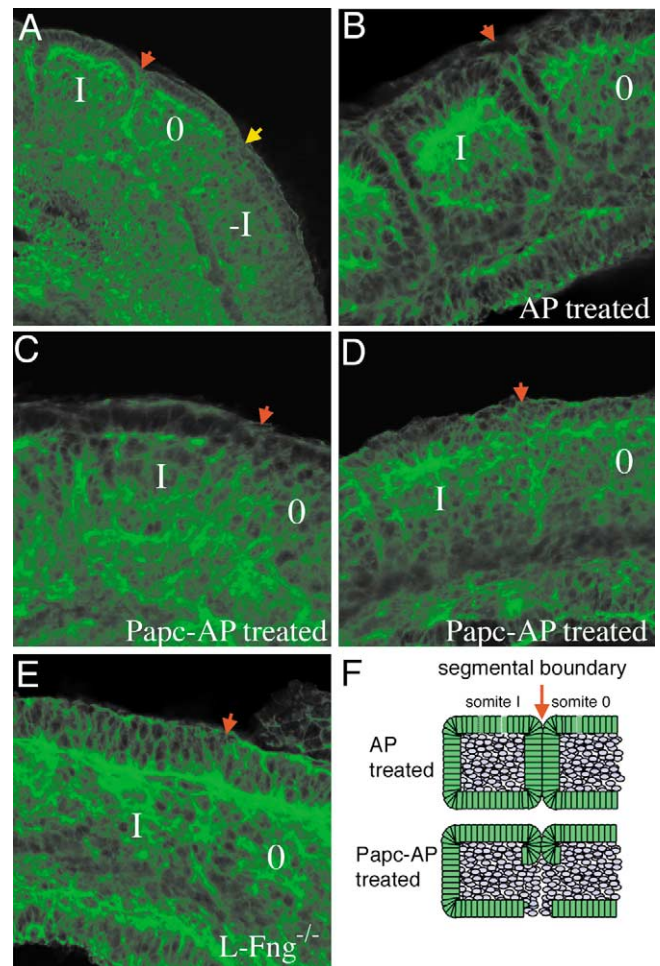 A
I
0
-I
B
I
0
AP treated
C
I
0
Papc-AP treated
D
I
0
Papc-AP treated
E
I
0
L-Fng-/-
F
segmental boundary
somite I somite 0
AP
treated
Papc-AP
treated